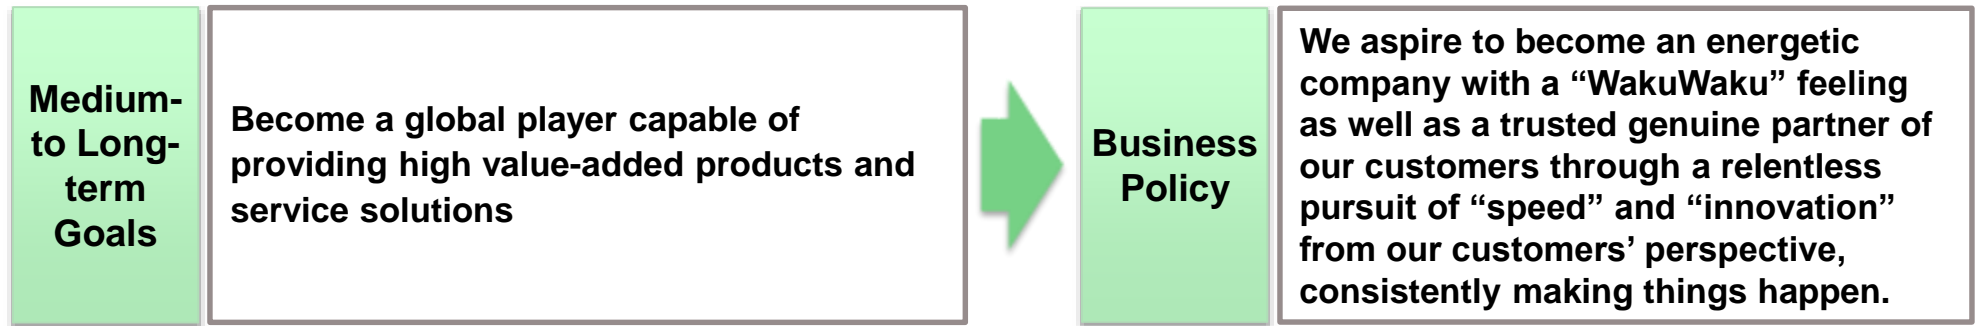 Medium-
to Long-
term
Goals
Become a global player capable of
providing high value-added products and
service solutions
Business
Policy
We aspire to become an energetic
company with a “WakuWaku” feeling
as well as a trusted genuine partner of
our customers through a relentless
pursuit of “speed” and “innovation”
from our customers’ perspective,
consistently making things happen.